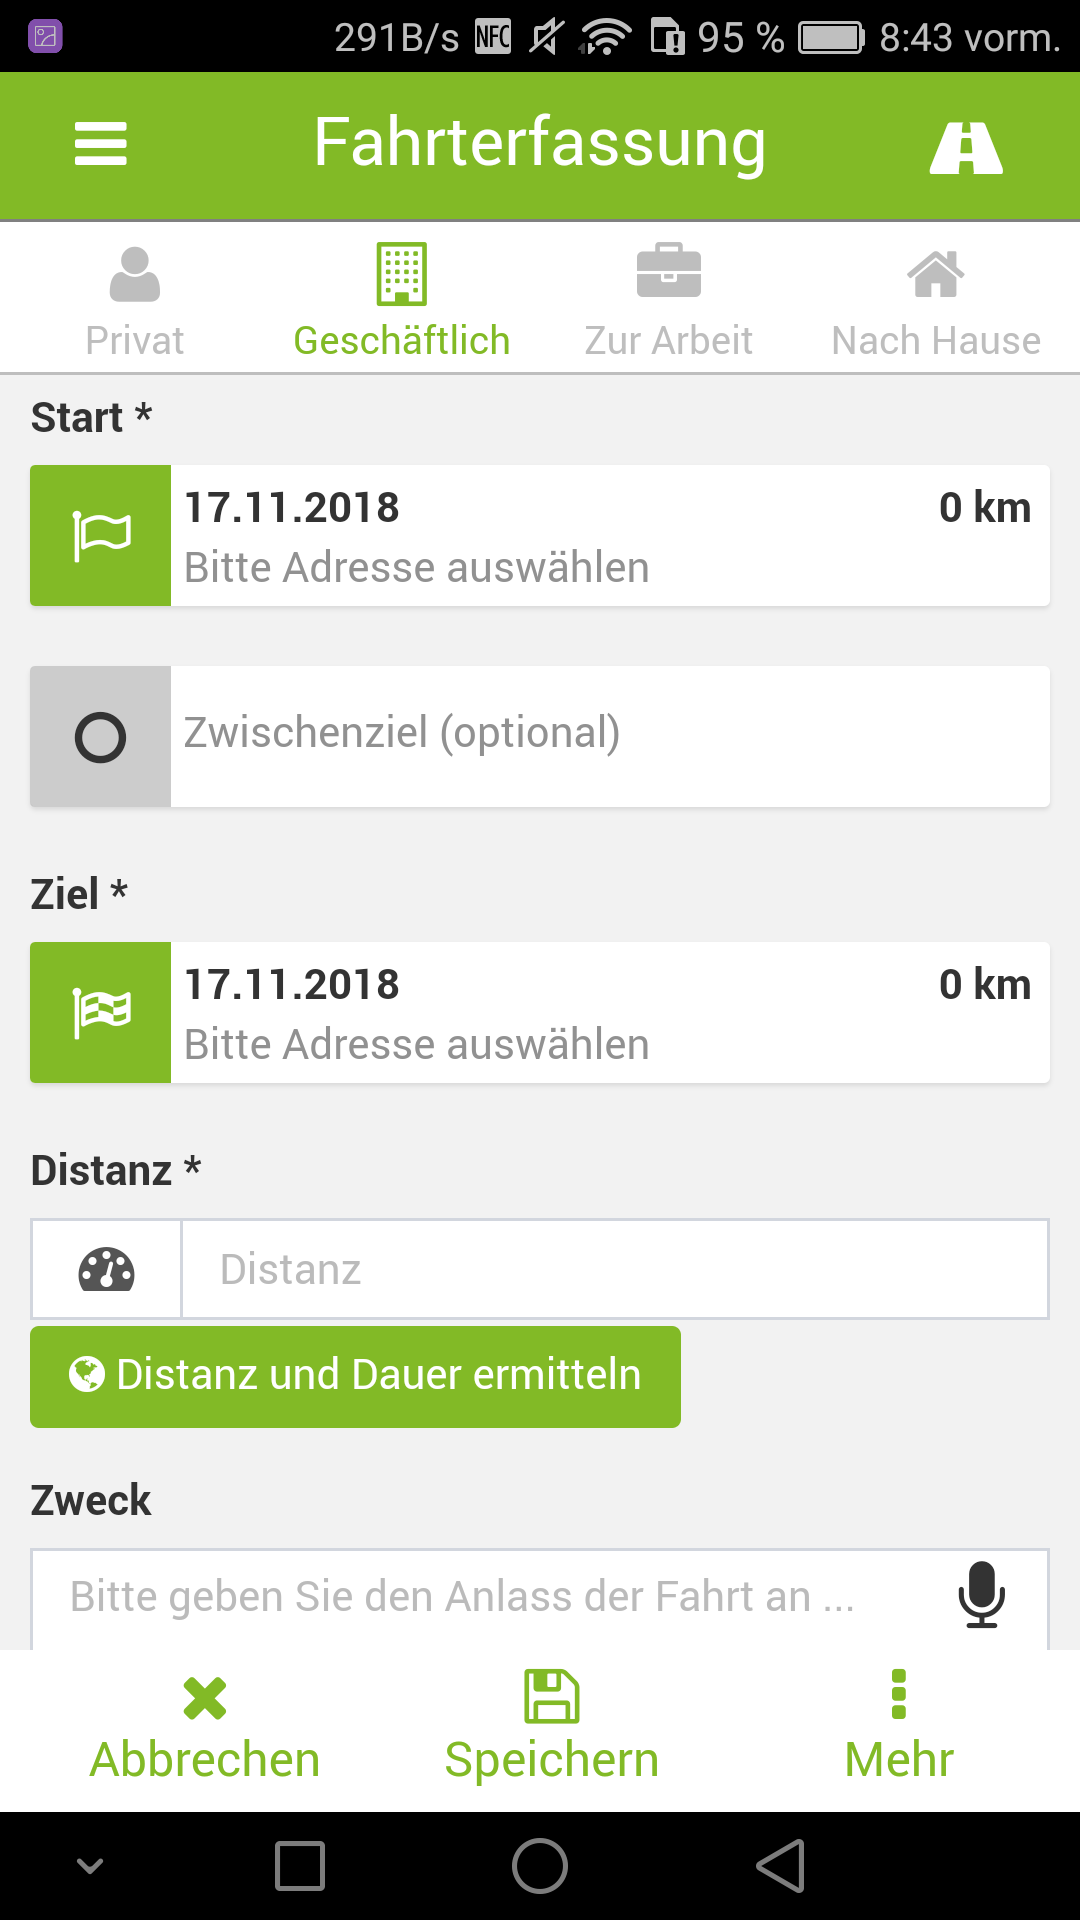 291B/s NFC 95 % 8:43 vorm.
Fahrterfassung
Privat Geschäftlich Zur Arbeit Nach Hause
Start *
17.11.2018 0 km
Bitte Adresse auswählen
Zwischenziel (optional)
Ziel *
17.11.2018 0 km
Bitte Adresse auswählen
Distanz *
Distanz
Distanz und Dauer ermitteln
Zweck
Bitte geben Sie den Anlass der Fahrt an ...
Abbrechen Speichern Mehr